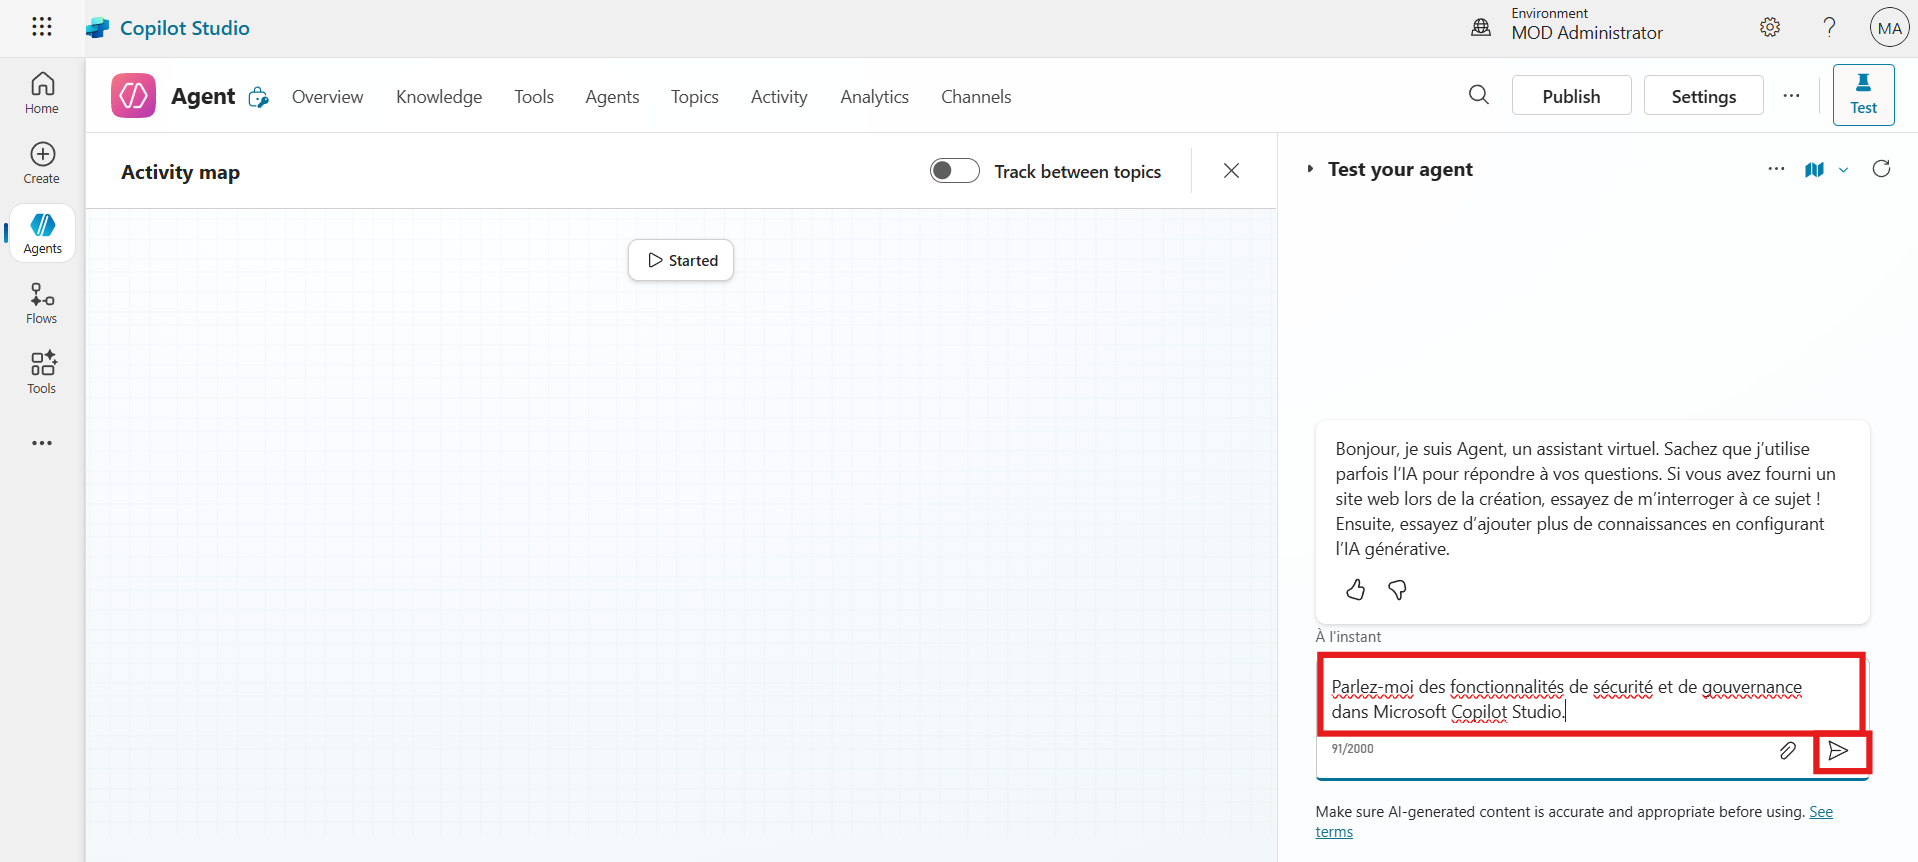 Copilot Studio
Environment
MOD Administrator
MA
Home
Create
Agents
Flows
Tools
Agent
Overview
Knowledge
Tools
Agents
Topics
Activity
Analytics
Channels
Publish
Settings
Test
Activity map
Track between topics
Started
Test your agent
Bonjour, je suis Agent, un assistant virtuel. Sachez que j’utilise
parfois l’IA pour répondre à vos questions. Si vous avez fourni un
site web lors de la création, essayez de m’interroger à ce sujet !
Ensuite, essayez d’ajouter plus de connaissances en configurant
l’IA générative.
À l'instant
Parlez-moi des fonctionnalités de sécurité et de gouvernance
dans Microsoft Copilot Studio.
91/2000
Make sure AI-generated content is accurate and appropriate before using. See
terms